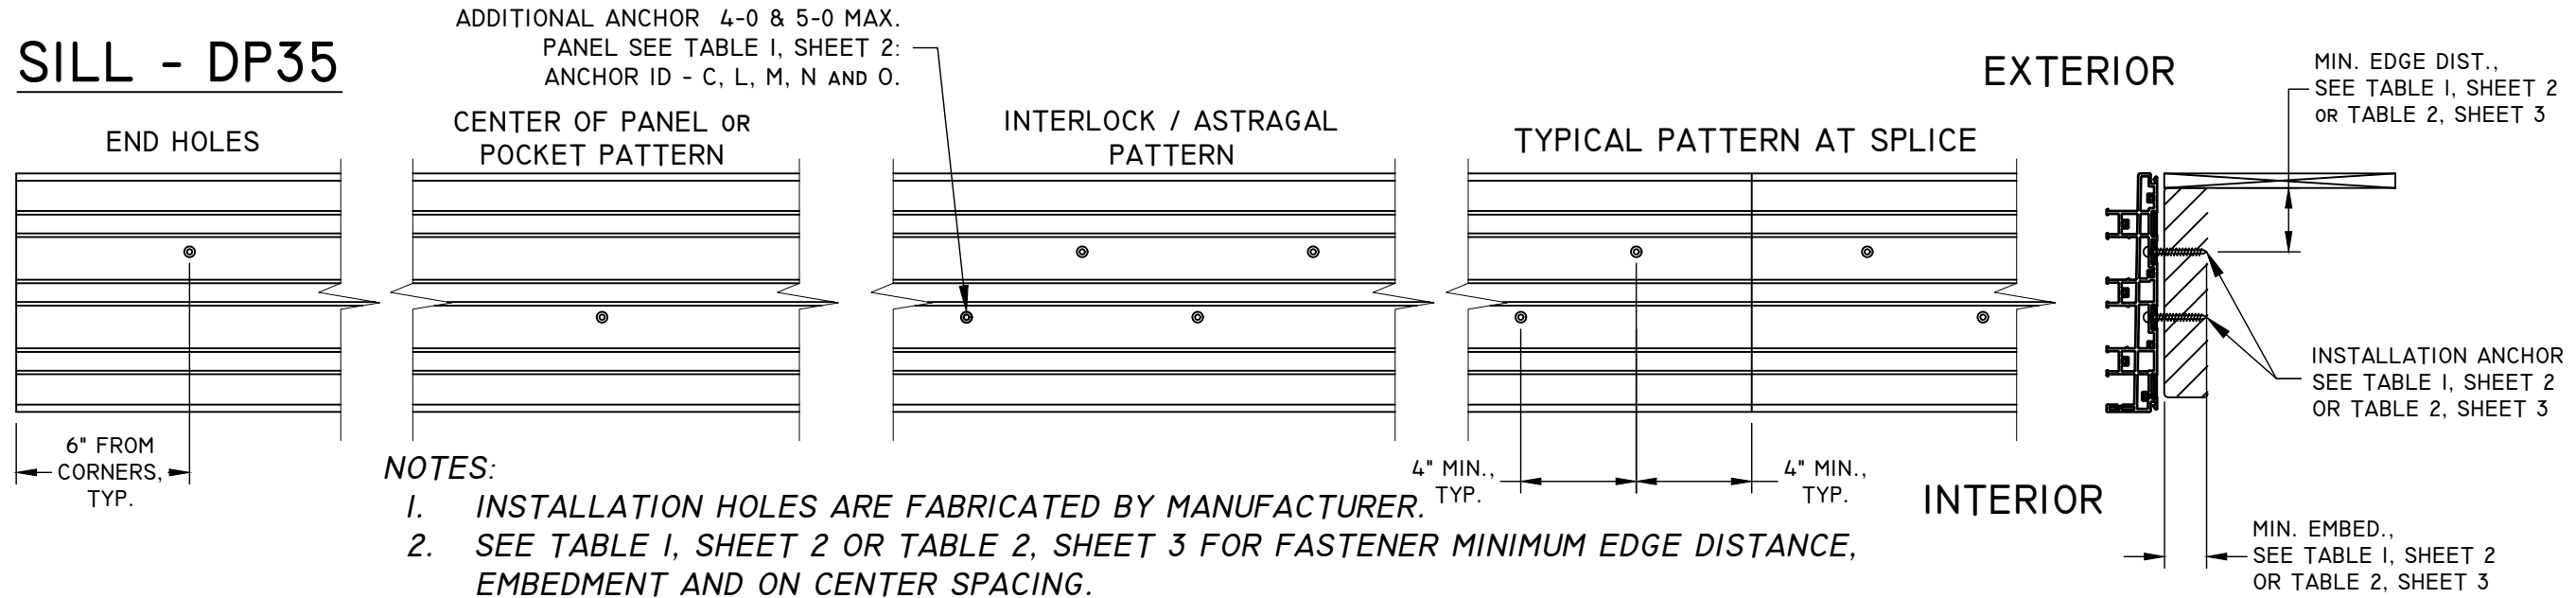 SILL - DP35
ADDITIONAL ANCHOR 4-0 & 5-0 MAX.
PANEL SEE TABLE 1, SHEET 2:
ANCHOR ID - C, L, M, N AND O.
END HOLES
CENTER OF PANEL OR
POCKET PATTERN
INTERLOCK / ASTRAGAL
PATTERN
TYPICAL PATTERN AT SPLICE
EXTERIOR
MIN. EDGE DIST.,
SEE TABLE 1, SHEET 2
OR TABLE 2, SHEET 3
INSTALLATION ANCHOR
SEE TABLE 1, SHEET 2
OR TABLE 2, SHEET 3
6" FROM
CORNERS,
TYP.
4" MIN.,
TYP.
4" MIN.,
TYP.
INTERIOR
MIN. EMBED.,
SEE TABLE 1, SHEET 2
OR TABLE 2, SHEET 3
NOTES:
1. INSTALLATION HOLES ARE FABRICATED BY MANUFACTURER.
2. SEE TABLE 1, SHEET 2 OR TABLE 2, SHEET 3 FOR FASTENER MINIMUM EDGE DISTANCE,
EMBEDMENT AND ON CENTER SPACING.